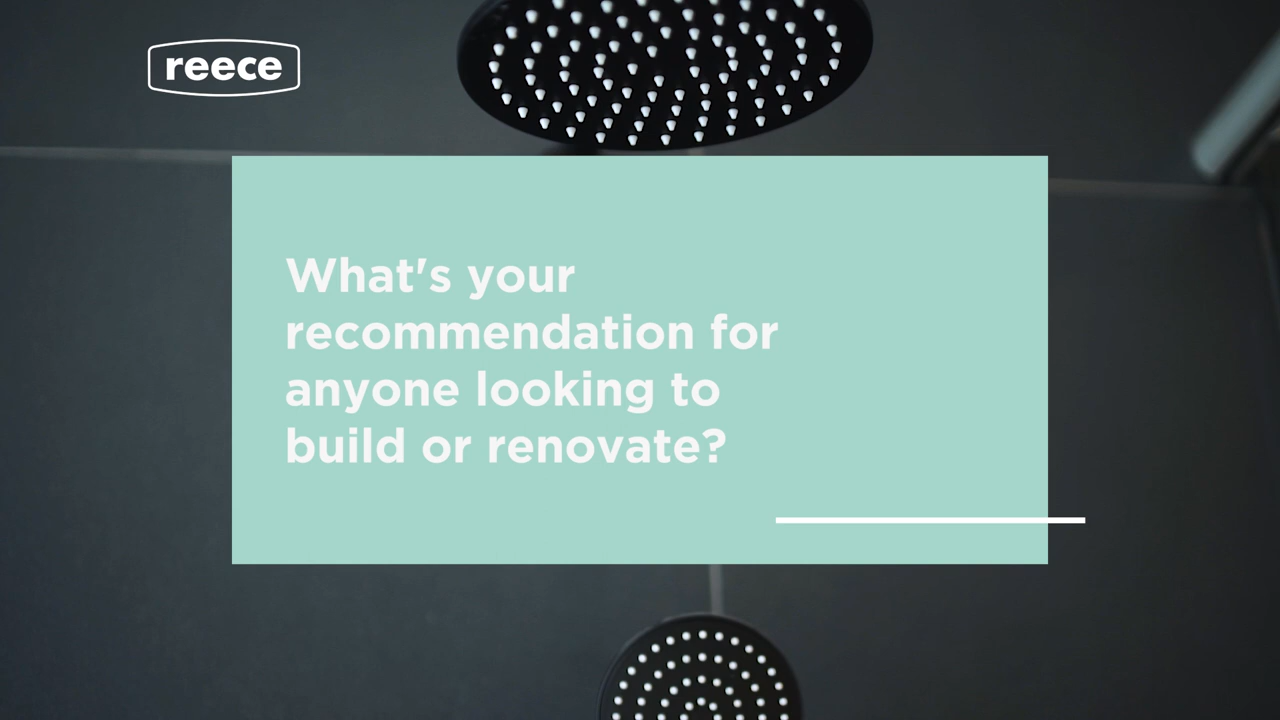 reece
What's your
recommendation for
anyone looking to
build or renovate?